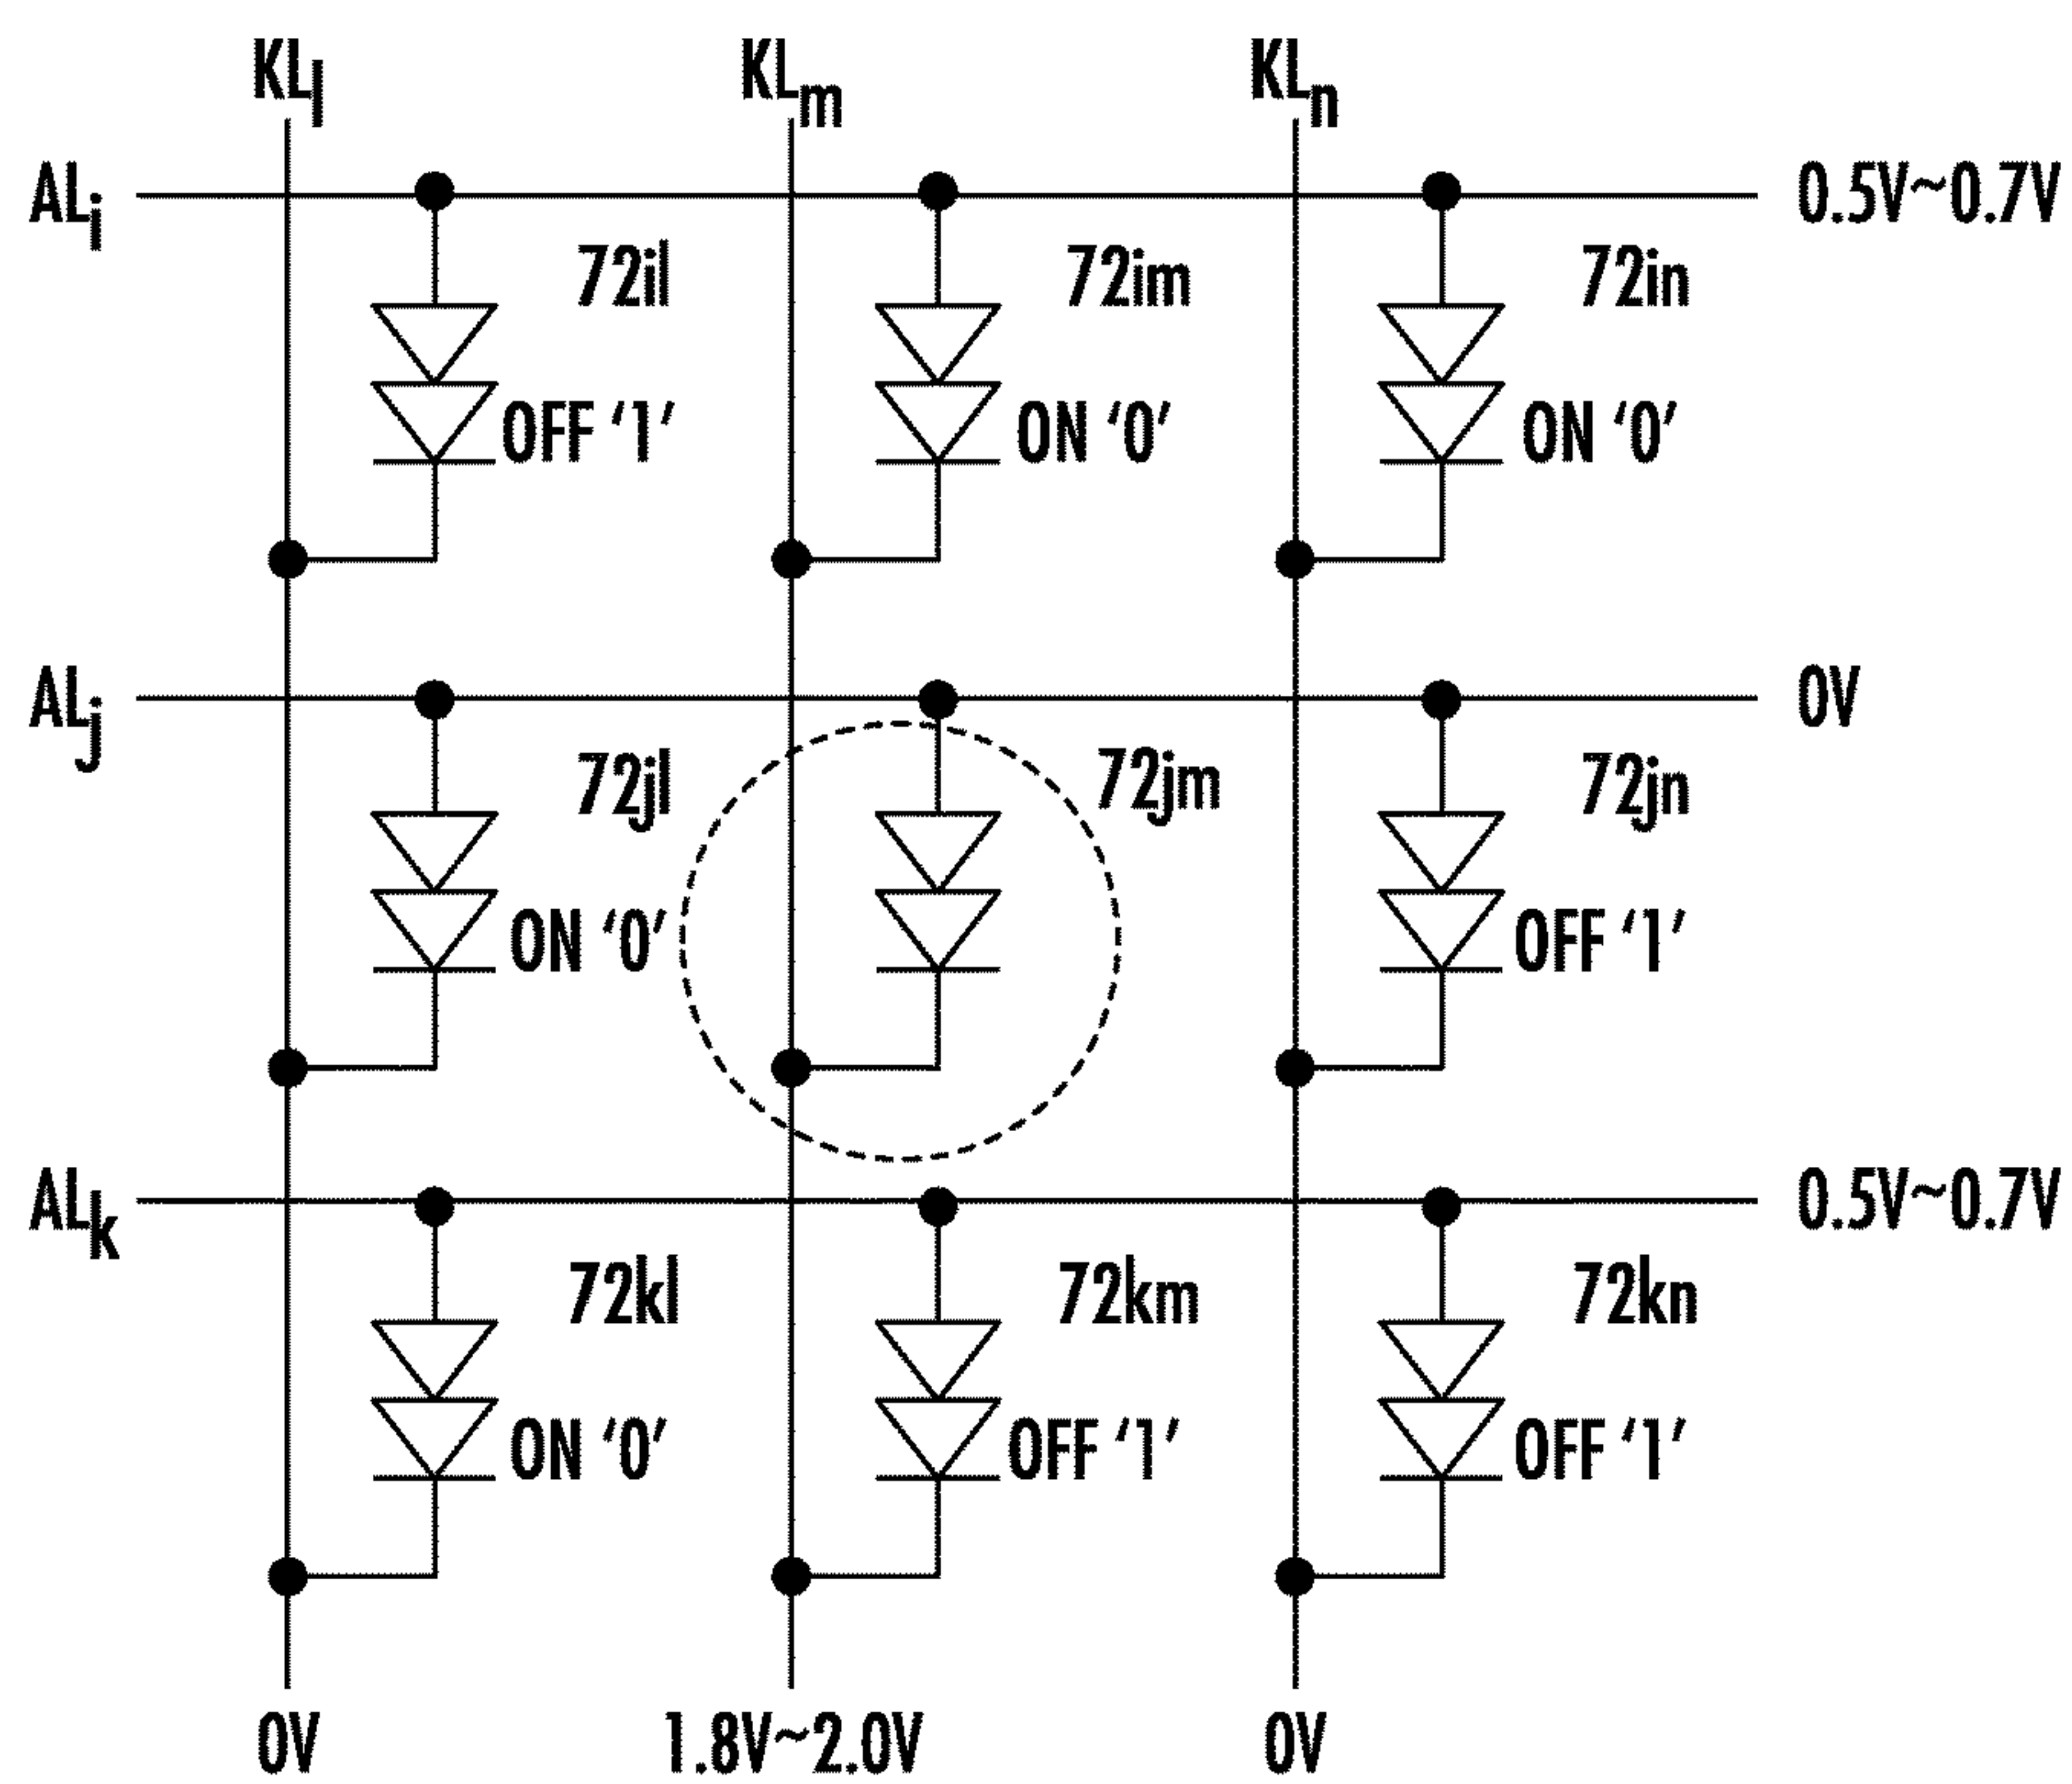 KLl KLm KLn
ALi 0.5V~0.7V
72il 72im 72in
OFF '1' ON '0' ON '0'
ALj 0V
72jl 72jm 72jn
ON '0' OFF '1'
ALk 0.5V~0.7V
72kl 72km 72kn
ON '0' OFF '1' OFF '1'
0V 1.8V~2.0V 0V